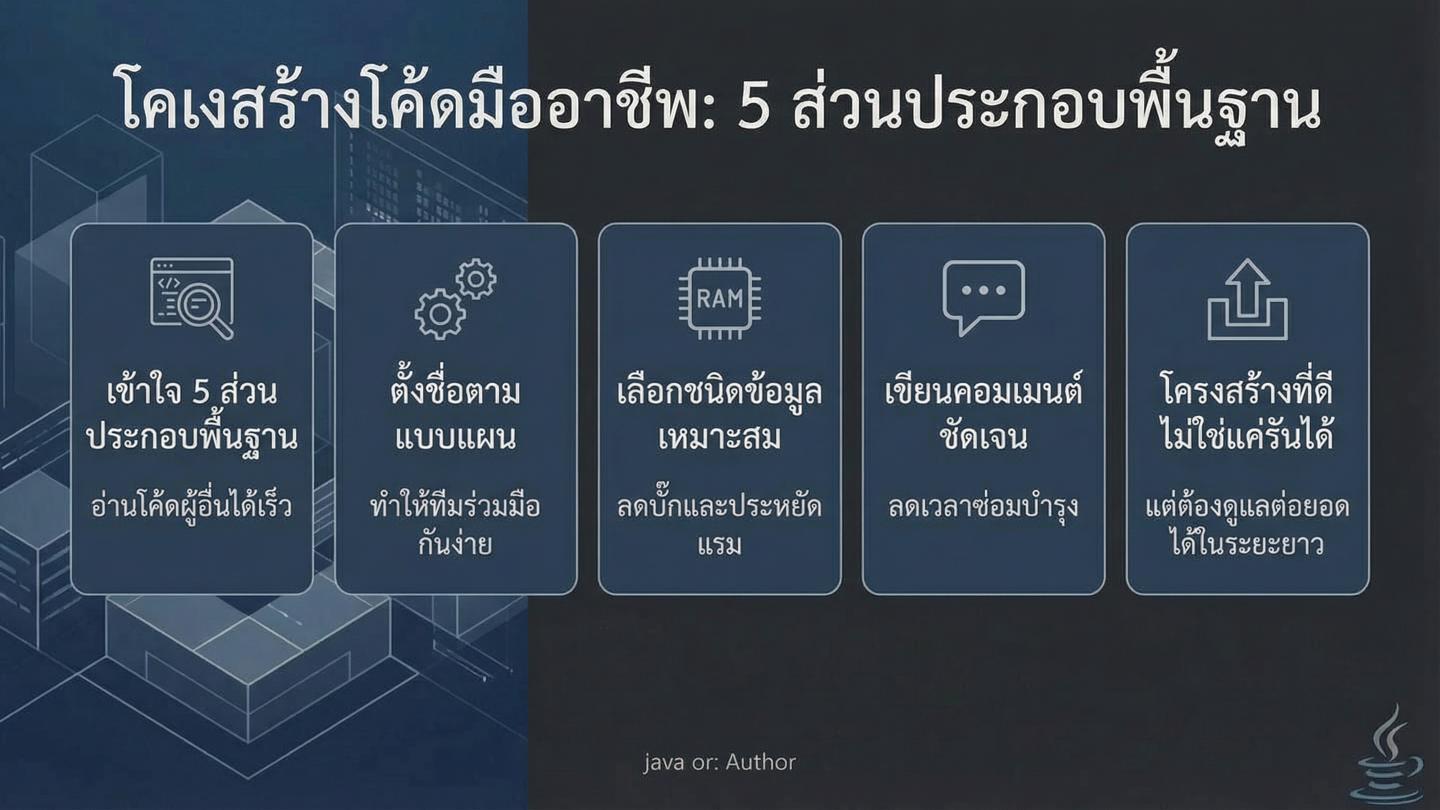 โคเงสร้างโค้ดมืออาชีพ: 5 ส่วนประกอบพื้นฐาน
เข้าใจ 5 ส่วน
ประกอบพื้นฐาน
อ่านโค้ดผู้อื่นได้เร็ว
ตั้งชื่อตาม
แบบแผน
ทำให้ทีมร่วมมือ
กันง่าย
RAM
เลือกชนิดข้อมูล
เหมาะสม
ลดบั๊กและประหยัด
แรม
เขียนคอมเมนต์
ชัดเจน
ลดเวลาซ่อมบำรุง
โครงสร้างที่ดี
ไม่ใช่แค่รันได้
แต่ต้องดูแลต่อยอด
ได้ในระยะยาว
java or: Author